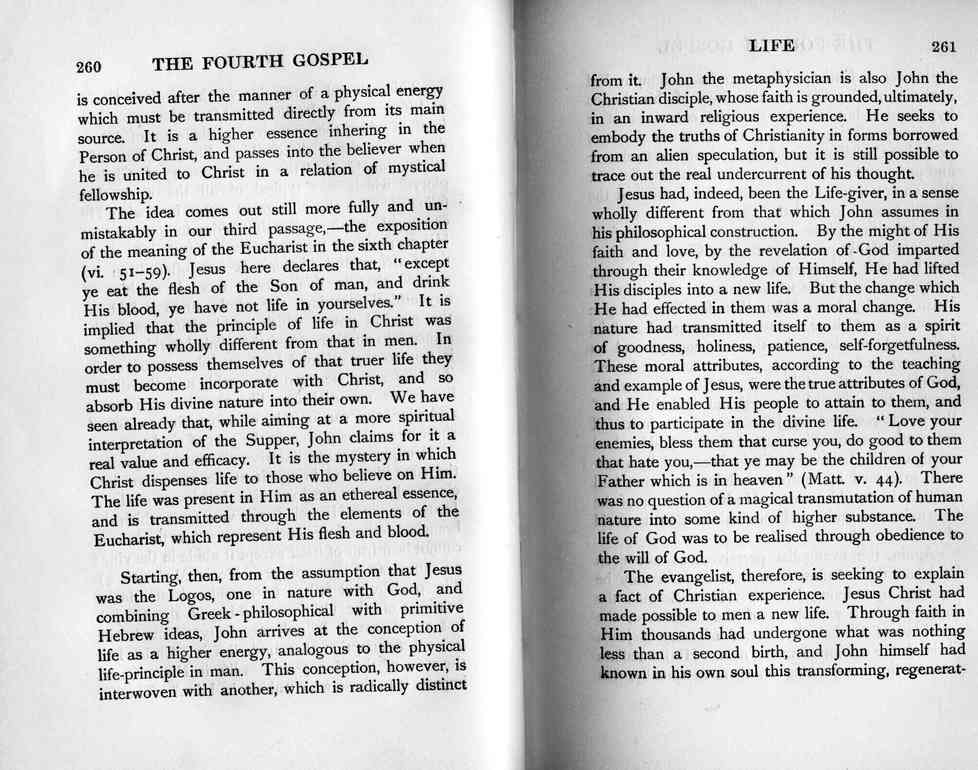 260 THE FOURTH GOSPEL
is conceived after the manner of a physical energy
which must be transmitted directly from its main
source. It is a higher essence inhering in the
Person of Christ, and passes into the believer when
he is united to Christ in a relation of mystical
fellowship.
The idea comes out still more fully and un-
mistakably in our third passage,—the exposition
of the meaning of the Eucharist in the sixth chapter
(vi. 51–59). Jesus here declares that, “except
ye eat the flesh of the Son of man, and drink
His blood, ye have not life in yourselves.” It is
implied that the principle of life in Christ was
something wholly different from that in men. In
order to possess themselves of that truer life they
must become incorporate with Christ, and so
absorb His divine nature into their own. We have
seen already that, while aiming at a more spiritual
interpretation of the Supper, John claims for it a
real value and efficacy. It is the mystery in which
Christ dispenses life to those who believe on Him.
The life was present in Him as an ethereal essence,
and is transmitted through the elements of the
Eucharist, which represent His flesh and blood.
Starting, then, from the assumption that Jesus
was the Logos, one in nature with God, and
combining Greek-philosophical with primitive
Hebrew ideas, John arrives at the conception of
life as a higher energy, analogous to the physical
life-principle in man. This conception, however, is
interwoven with another, which is radically distinct
LIFE 261
from it. John the metaphysician is also John the
Christian disciple, whose faith is grounded, ultimately,
in an inward religious experience. He seeks to
embody the truths of Christianity in forms borrowed
from an alien speculation, but it is still possible to
trace out the real undercurrent of his thought.
Jesus had, indeed, been the Life-giver, in a sense
wholly different from that which John assumes in
his philosophical construction. By the might of His
faith and love, by the revelation of God imparted
through their knowledge of Himself, He had lifted
His disciples into a new life. But the change which
He had effected in them was a moral change. His
nature had transmitted itself to them as a spirit
of goodness, holiness, patience, self-forgetfulness.
These moral attributes, according to the teaching
and example of Jesus, were the true attributes of God,
and He enabled His people to attain to them, and
thus to participate in the divine life. “Love your
enemies, bless them that curse you, do good to them
that hate you,—that ye may be the children of your
Father which is in heaven” (Matt. v. 44). There
was no question of a magical transmutation of human
nature into some kind of higher substance. The
life of God was to be realised through obedience to
the will of God.
The evangelist, therefore, is seeking to explain
a fact of Christian experience. Jesus Christ had
made possible to men a new life. Through faith in
Him thousands had undergone what was nothing
less than a second birth, and John himself had
known in his own soul this transforming, regenerat-